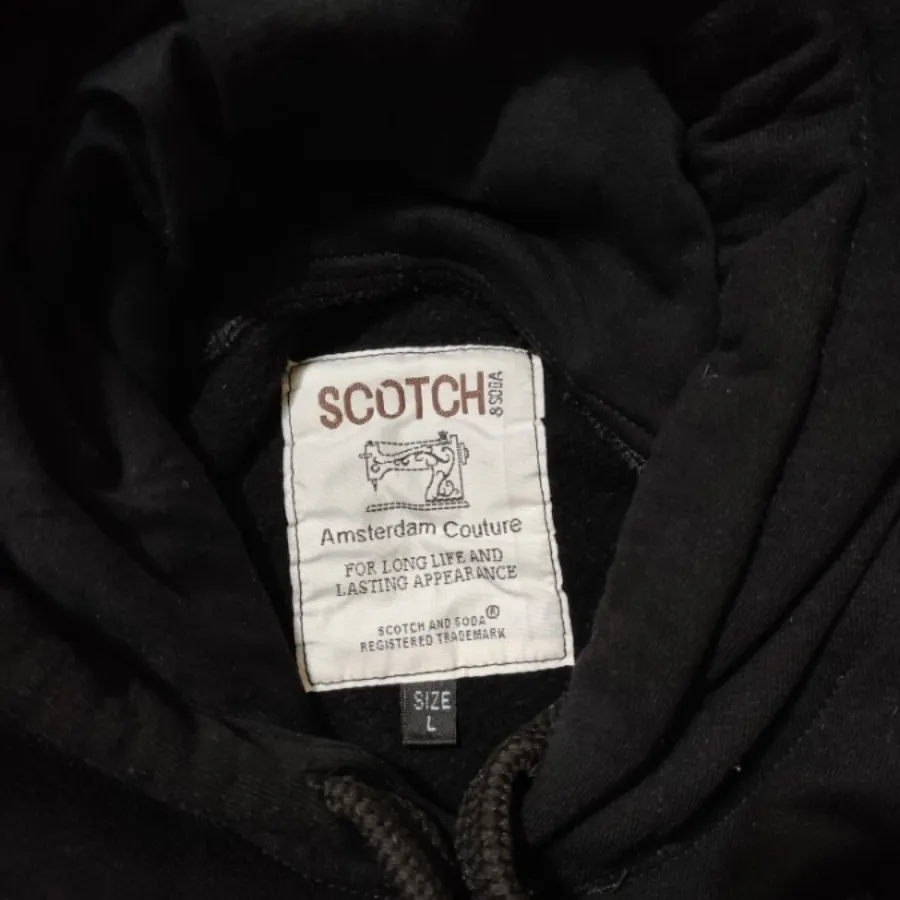 SCOTCH & SODA
Amsterdam Couture
FOR LONG LIFE AND
LASTING APPEARANCE
SCOTCH AND SODA®
REGISTERED TRADEMARK
SIZE
L